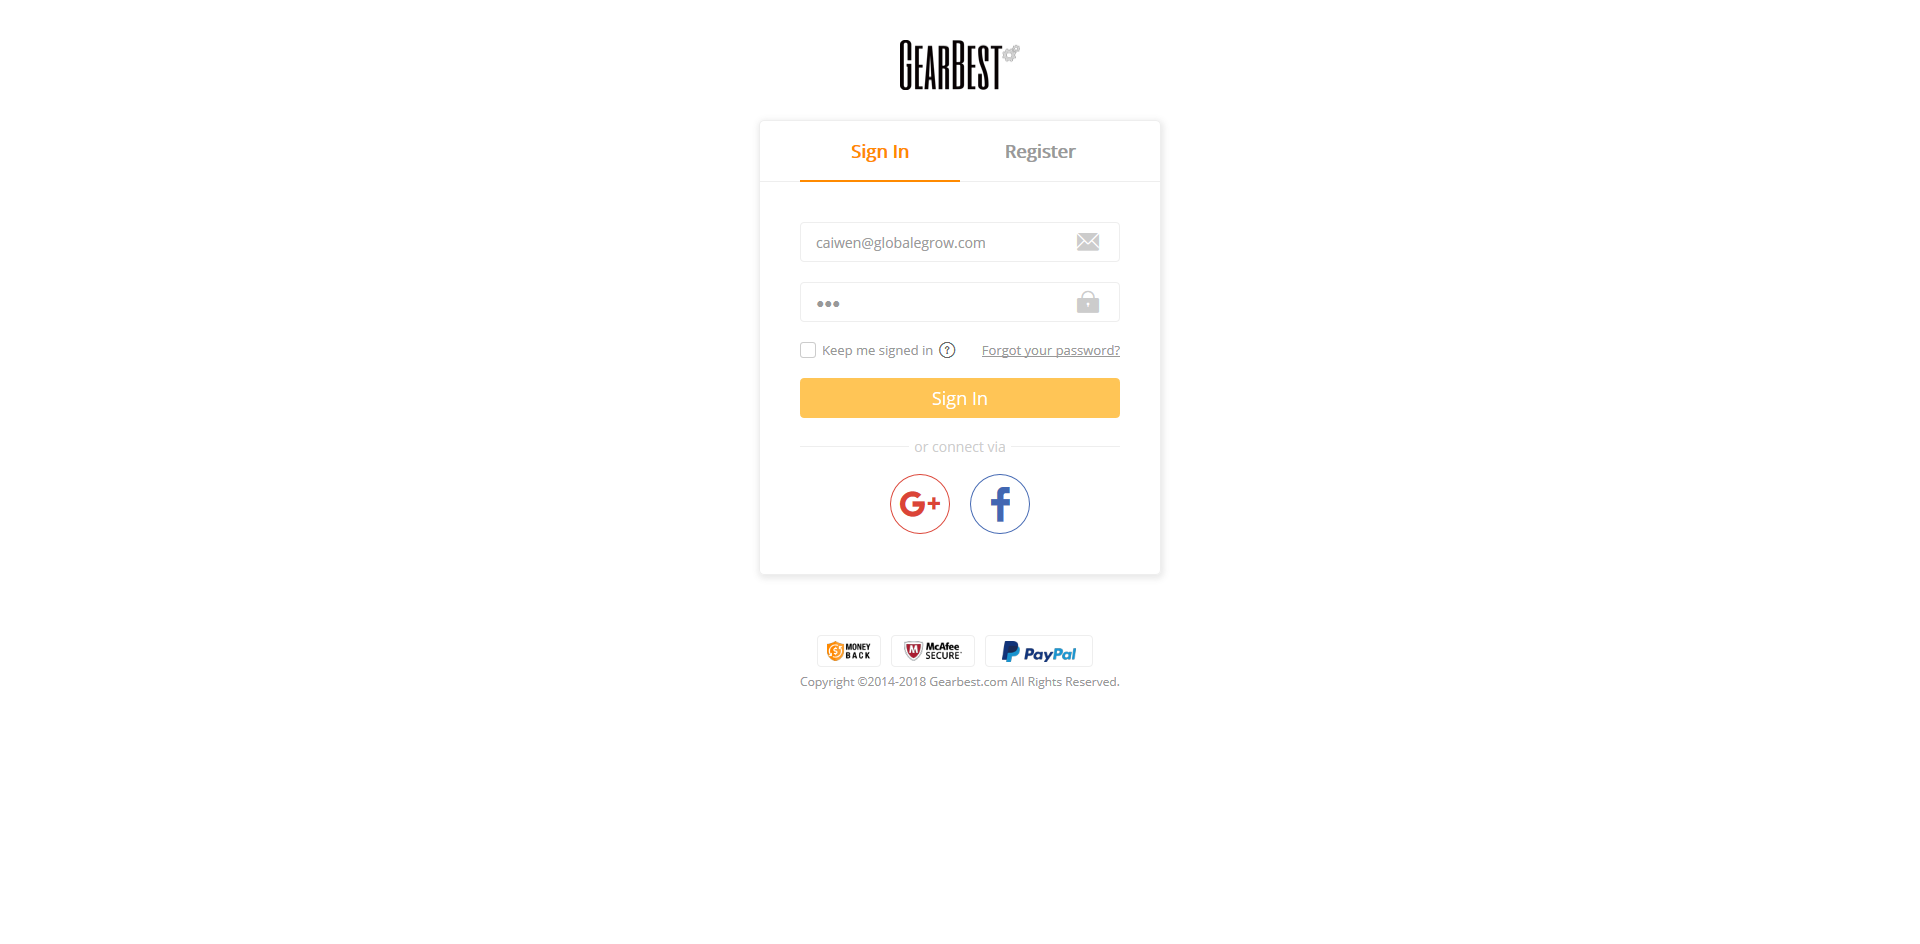 GEARBEST
Sign In Register
caiwen@globalegrow.com
•••
Keep me signed in ? Forgot your password?
Sign In
or connect via
G+ f
MONEY BACK McAfee SECURE PayPal
Copyright ©2014-2018 Gearbest.com All Rights Reserved.